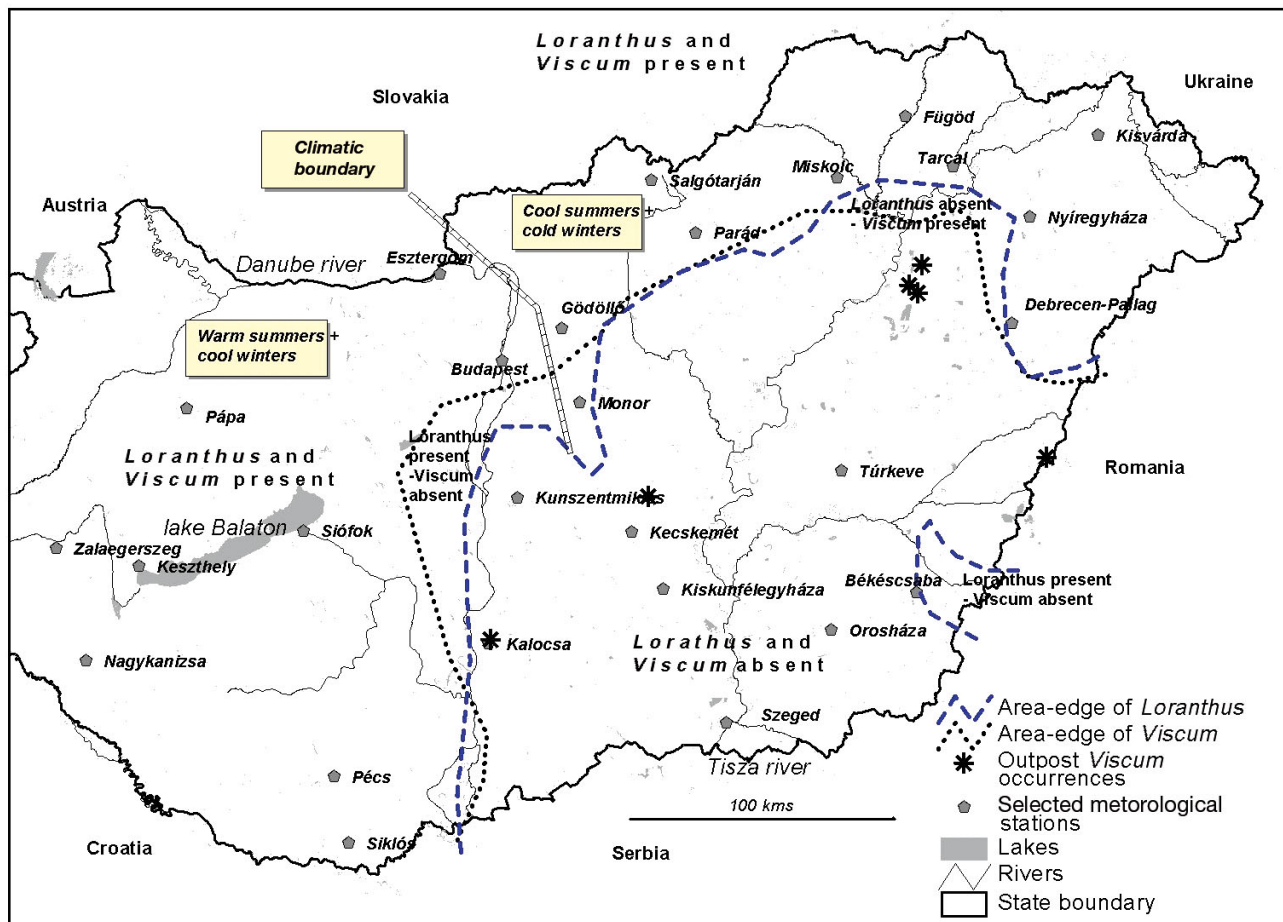 Loranthus and
Viscum present
Slovakia
Ukraine
Climatic
boundary
Fügöd
Kisvárda
Tarcal
Miskolc
Salgótarján
Austria
Cool summers +
cold winters
Loranthus absent
- Viscum present
Nyíregyháza
Parád
Esztergom
Danube river
Gödöllő
Debrecen-Pallag
Warm summers +
cool winters
Budapest
Monor
Pápa
Loranthus
present
-Viscum
absent
Loranthus and
Viscum present
Túrkeve
Romania
Kunszentmiklós
lake Balaton
Siófok
Kecskemét
Zalaegerszeg
Keszthely
Kiskunfélegyháza
Békéscsaba
Loranthus present
- Viscum absent
Orosháza
Kalocsa
Lorathus and
Viscum absent
Nagykanizsa
Szeged
Area-edge of Loranthus
Area-edge of Viscum
Tisza river
Outpost Viscum
occurrences
Pécs
100 kms
Selected metorological
stations
Siklós
Croatia
Serbia
Lakes
Rivers
State boundary